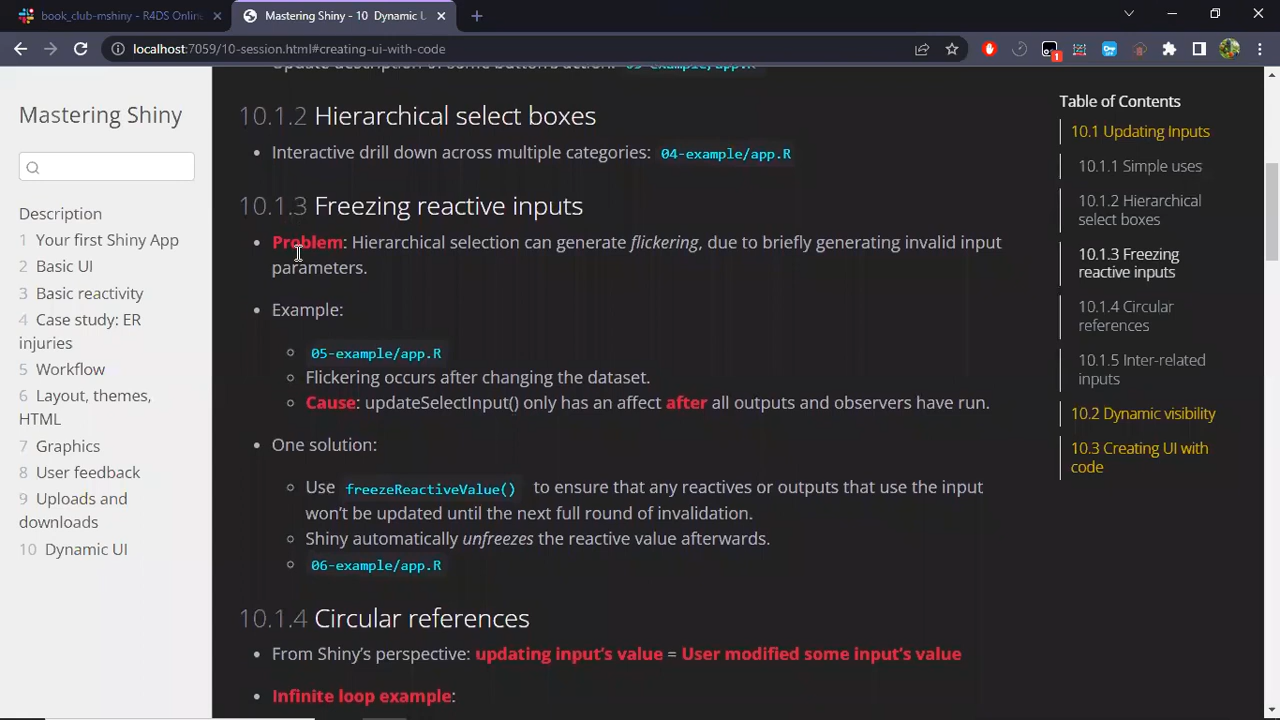 book_club-mshiny - R4DS Onlin
Mastering Shiny - 10 Dynamic U
localhost:7059/10-session.html#creating-ui-with-code
1
Mastering Shiny
Description
1 Your first Shiny App
2 Basic UI
3 Basic reactivity
4 Case study: ER
injuries
5 Workflow
6 Layout, themes,
HTML
7 Graphics
8 User feedback
9 Uploads and
downloads
10 Dynamic UI
10.1.2 Hierarchical select boxes
• Interactive drill down across multiple categories: 04-example/app.R
10.1.3 Freezing reactive inputs
• Problem: Hierarchical selection can generate flickering, due to briefly generating invalid input
parameters.
• Example:
○ 05-example/app.R
○ Flickering occurs after changing the dataset.
○ Cause: updateSelectInput() only has an affect after all outputs and observers have run.
• One solution:
○ Use freezeReactiveValue() to ensure that any reactives or outputs that use the input
won't be updated until the next full round of invalidation.
○ Shiny automatically unfreezes the reactive value afterwards.
○ 06-example/app.R
10.1.4 Circular references
• From Shiny's perspective: updating input's value = User modified some input's value
• Infinite loop example:
Table of Contents
10.1 Updating Inputs
10.1.1 Simple uses
10.1.2 Hierarchical
select boxes
10.1.3 Freezing
reactive inputs
10.1.4 Circular
references
10.1.5 Inter-related
inputs
10.2 Dynamic visibility
10.3 Creating UI with
code